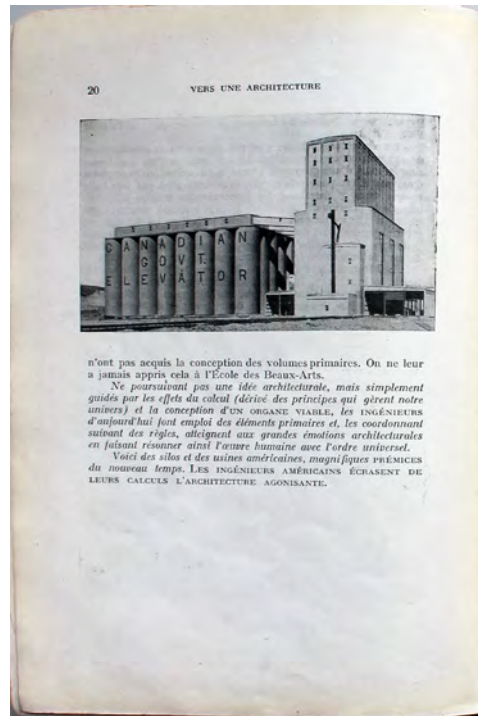 20
VERS UNE ARCHITECTURE
CANADIAN
GOVT.
ELEVATOR
n'ont pas acquis la conception des volumes primaires. On ne leur
a jamais appris cela à l'École des Beaux-Arts.
Ne poursuivant pas une idée architecturale, mais simplement
guidés par les effets du calcul (dérivé des principes qui gèrent notre
univers) et la conception d'UN ORGANE VIABLE, les INGÉNIEURS
d'aujourd'hui font emploi des éléments primaires et, les coordonnant
suivant des règles, atteignent aux grandes émotions architecturales
en faisant résonner ainsi l'œuvre humaine avec l'ordre universel.
Voici des silos et des usines américaines, magnifiques PRÉMICES
du nouveau temps. LES INGÉNIEURS AMÉRICAINS ÉCRASENT DE
LEURS CALCULS L'ARCHITECTURE AGONISANTE.